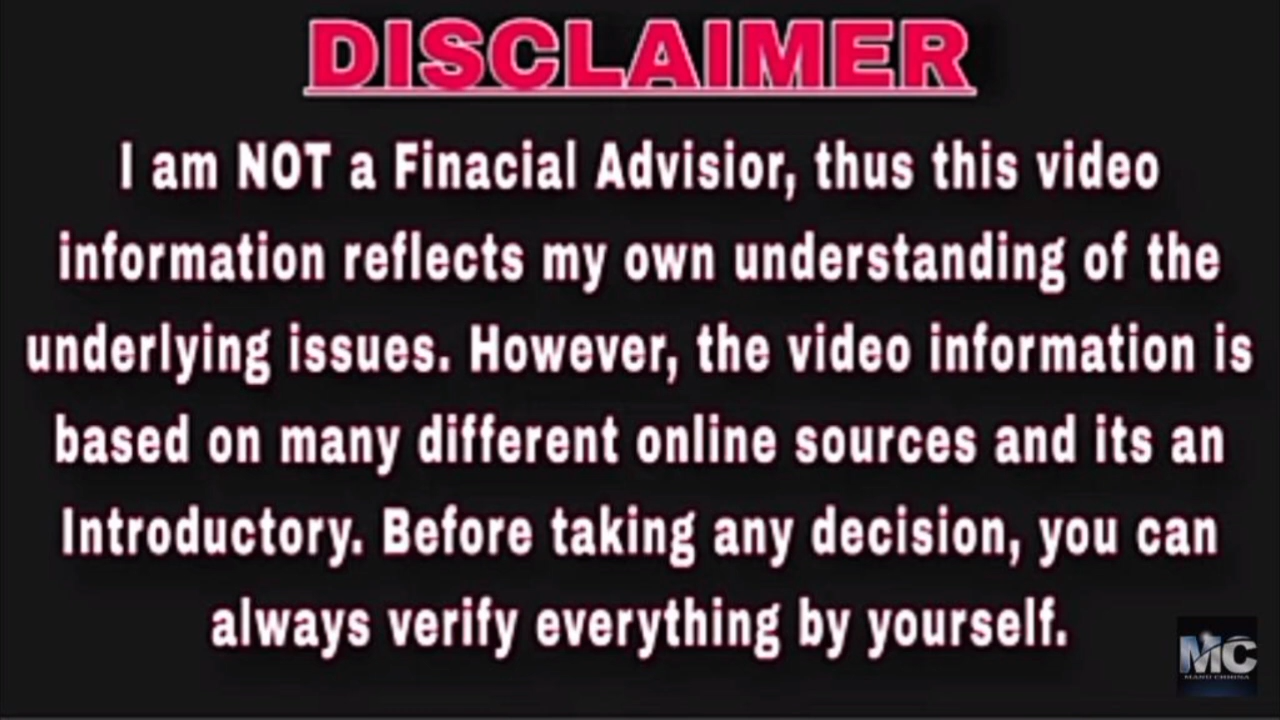 DISCLAIMER
I am NOT a Finacial Advisior, thus this video
information reflects my own understanding of the
underlying issues. However, the video information is
based on many different online sources and its an
Introductory. Before taking any decision, you can
always verify everything by yourself.
MC